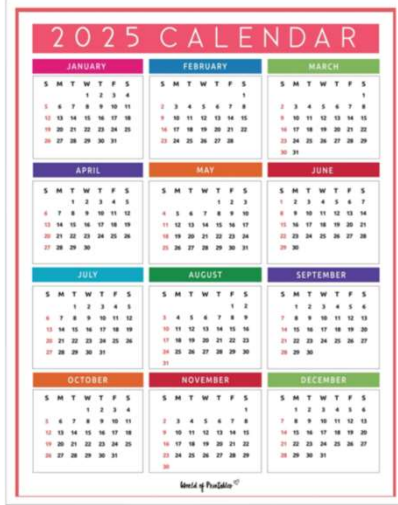 2025 CALENDAR
JANUARY
S M T W T F S
1 2 3 4
5 6 7 8 9 10 11
12 13 14 15 16 17 18
19 20 21 22 23 24 25
26 27 28 29 30 31
FEBRUARY
S M T W T F S
1
2 3 4 5 6 7 8
9 10 11 12 13 14 15
16 17 18 19 20 21 22
23 24 25 26 27 28
MARCH
S M T W T F S
1
2 3 4 5 6 7 8
9 10 11 12 13 14 15
16 17 18 19 20 21 22
23 24 25 26 27 28 29
30 31
APRIL
S M T W T F S
1 2 3 4 5
6 7 8 9 10 11 12
13 14 15 16 17 18 19
20 21 22 23 24 25 26
27 28 29 30
MAY
S M T W T F S
1 2 3
4 5 6 7 8 9 10
11 12 13 14 15 16 17
18 19 20 21 22 23 24
25 26 27 28 29 30 31
JUNE
S M T W T F S
1 2 3 4 5 6 7
8 9 10 11 12 13 14
15 16 17 18 19 20 21
22 23 24 25 26 27 28
29 30
JULY
S M T W T F S
1 2 3 4 5
6 7 8 9 10 11 12
13 14 15 16 17 18 19
20 21 22 23 24 25 26
27 28 29 30 31
AUGUST
S M T W T F S
1 2
3 4 5 6 7 8 9
10 11 12 13 14 15 16
17 18 19 20 21 22 23
24 25 26 27 28 29 30
31
SEPTEMBER
S M T W T F S
1 2 3 4 5 6
7 8 9 10 11 12 13
14 15 16 17 18 19 20
21 22 23 24 25 26 27
28 29 30
OCTOBER
S M T W T F S
1 2 3 4
5 6 7 8 9 10 11
12 13 14 15 16 17 18
19 20 21 22 23 24 25
26 27 28 29 30 31
NOVEMBER
S M T W T F S
1
2 3 4 5 6 7 8
9 10 11 12 13 14 15
16 17 18 19 20 21 22
23 24 25 26 27 28 29
30
DECEMBER
S M T W T F S
1 2 3 4 5 6
7 8 9 10 11 12 13
14 15 16 17 18 19 20
21 22 23 24 25 26 27
28 29 30 31
World of Printables